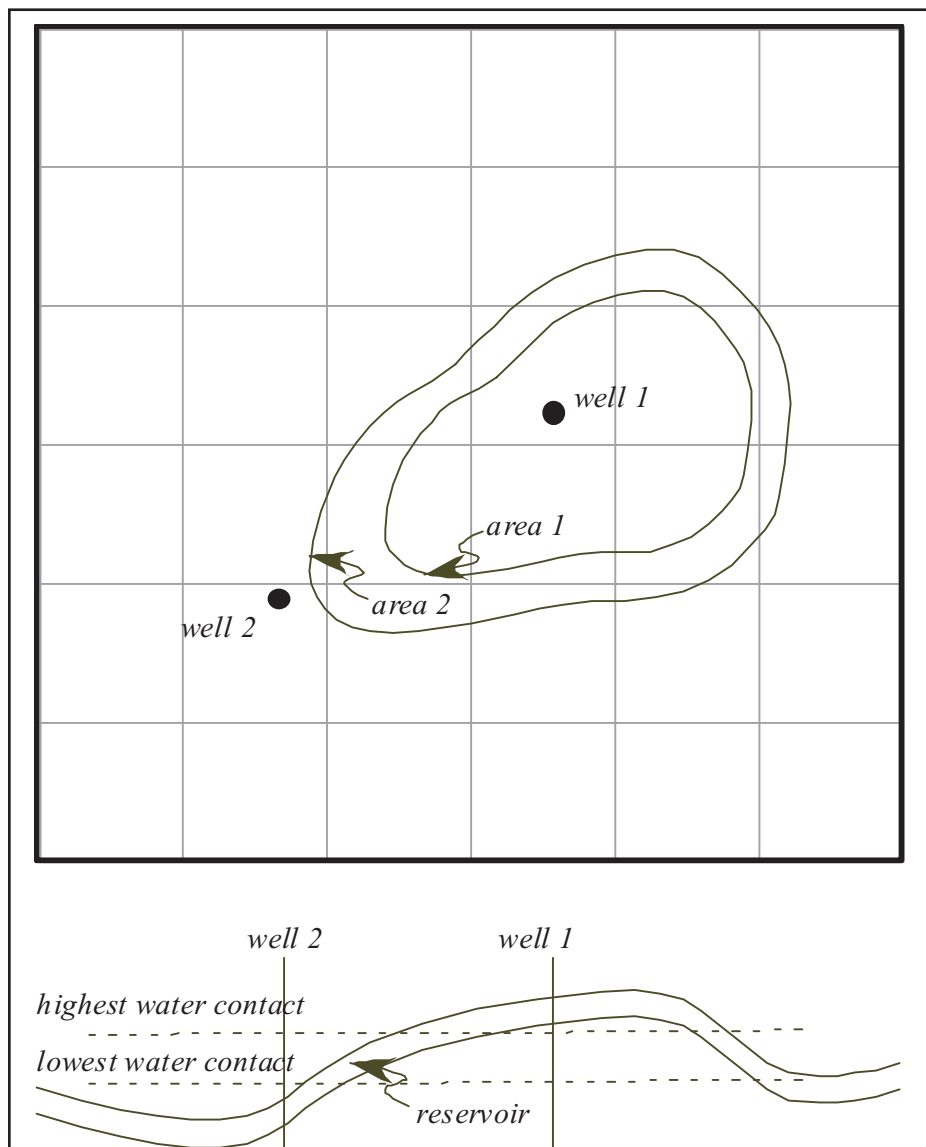 well 1
area 1
area 2
well 2
well 2
well 1
highest water contact
lowest water contact
reservoir